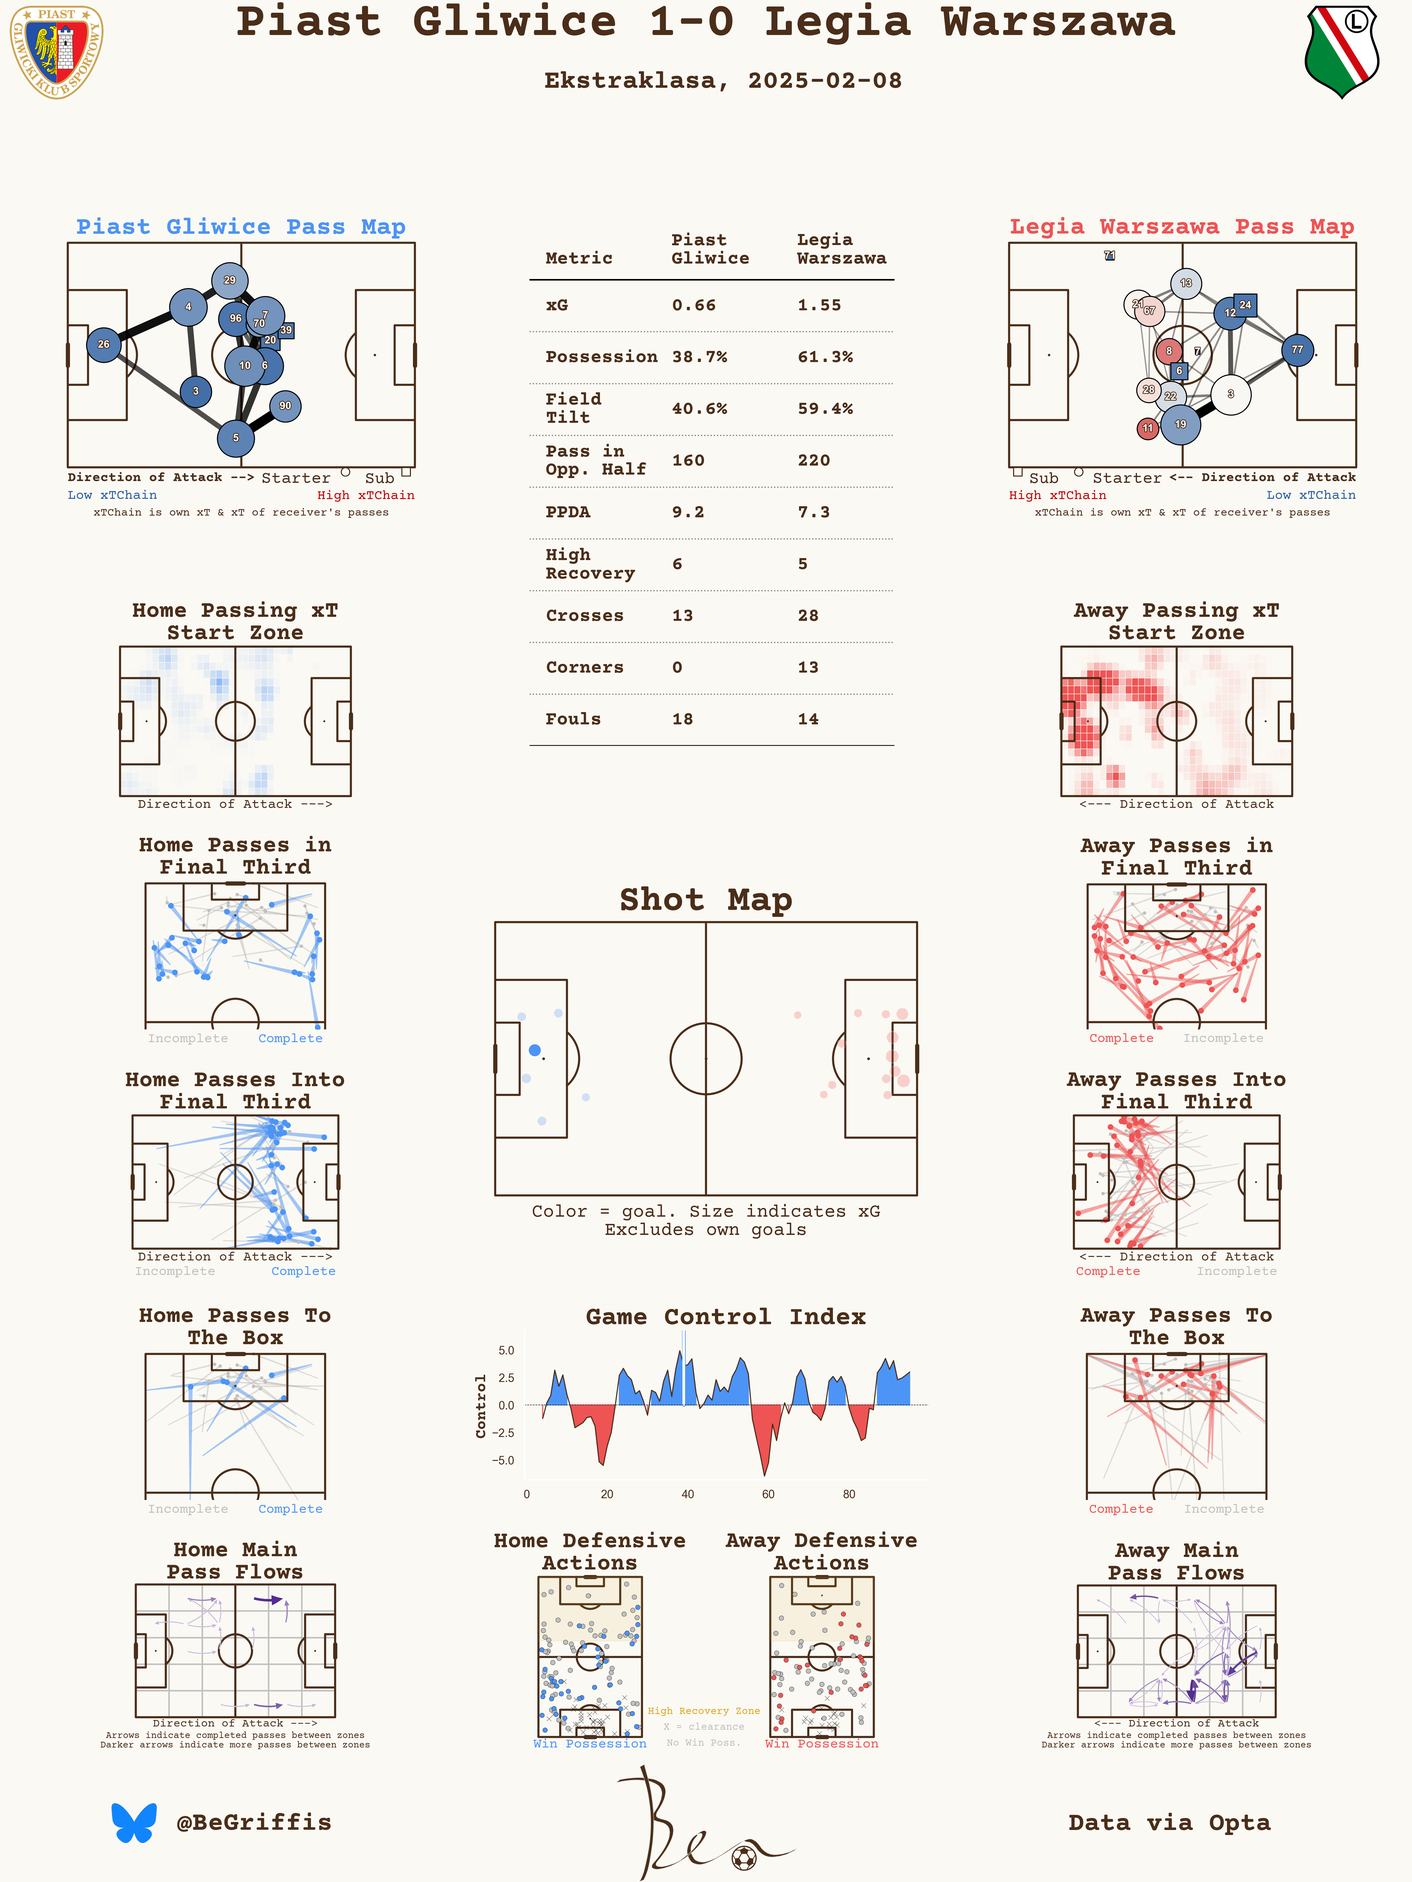 Piast Gliwice 1-0 Legia Warszawa
Ekstraklasa, 2025-02-08
PIAST
GLIWICKI KLUB SPORTOWY
L
Piast Gliwice Pass Map
29
4
7
96
70
39
20
26
10
6
3
90
5
Direction of Attack --> Starter Sub
Low xTChain High xTChain
xTChain is own xT & xT of receiver's passes
Metric Piast Gliwice Legia Warszawa
xG 0.66 1.55
Possession 38.7% 61.3%
Field Tilt 40.6% 59.4%
Pass in Opp. Half 160 220
PPDA 9.2 7.3
High Recovery 6 5
Crosses 13 28
Corners 0 13
Fouls 18 14
Legia Warszawa Pass Map
71
13
21
67
24
12
8
7
77
6
28
22
3
11
19
Sub Starter <-- Direction of Attack
High xTChain Low xTChain
xTChain is own xT & xT of receiver's passes
Home Passing xT
Start Zone
Direction of Attack --->
Away Passing xT
Start Zone
<--- Direction of Attack
Home Passes in
Final Third
Incomplete Complete
Shot Map
Color = goal. Size indicates xG
Excludes own goals
Away Passes in
Final Third
Complete Incomplete
Home Passes Into
Final Third
Direction of Attack --->
Incomplete Complete
Away Passes Into
Final Third
<--- Direction of Attack
Complete Incomplete
Home Passes To
The Box
Incomplete Complete
Game Control Index
Control
5.0
2.5
0.0
−2.5
−5.0
0 20 40 60 80
Away Passes To
The Box
Complete Incomplete
Home Main
Pass Flows
Direction of Attack --->
Arrows indicate completed passes between zones
Darker arrows indicate more passes between zones
Home Defensive
Actions
Win Possession
High Recovery Zone
X = clearance
No Win Poss.
Away Defensive
Actions
Win Possession
Away Main
Pass Flows
<--- Direction of Attack
Arrows indicate completed passes between zones
Darker arrows indicate more passes between zones
@BeGriffis
Ben
Data via Opta